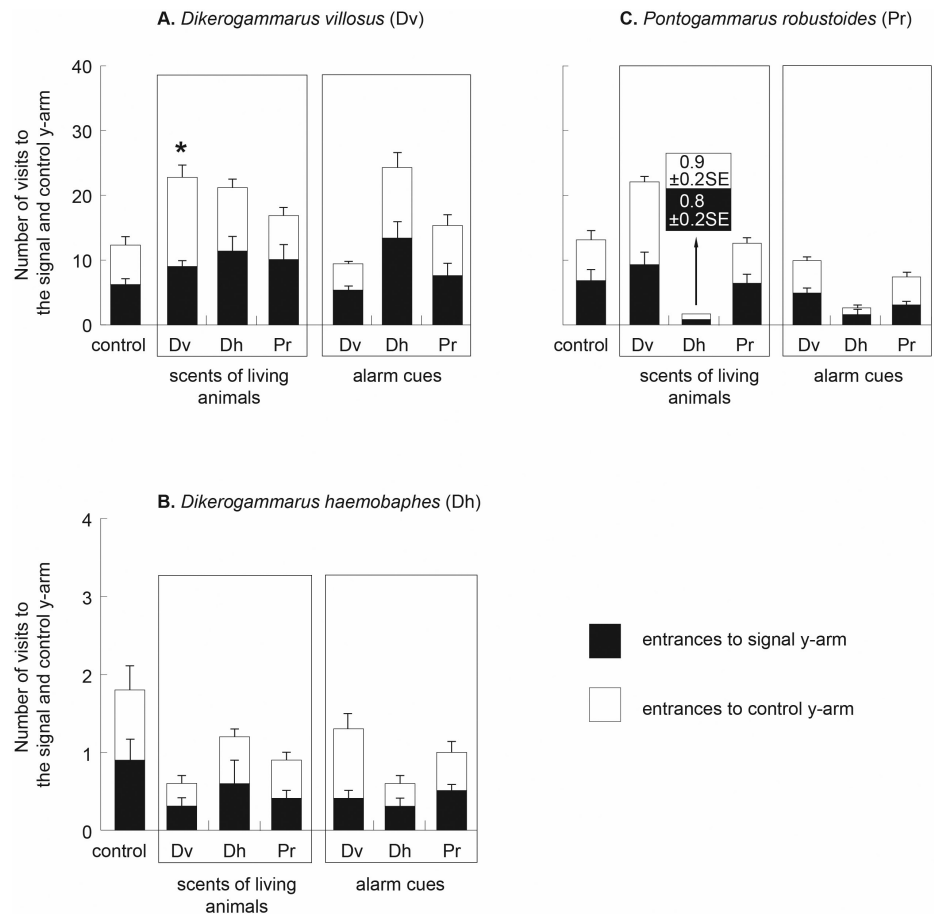 A. Dikerogammarus villosus (Dv)
Number of visits to
the signal and control y-arm
40
30
20
10
0
*
control
Dv
Dh
Pr
Dv
Dh
Pr
scents of living
animals
alarm cues
C. Pontogammarus robustoides (Pr)
0.9
±0.2SE
0.8
±0.2SE
control
Dv
Dh
Pr
Dv
Dh
Pr
scents of living
animals
alarm cues
B. Dikerogammarus haemobaphes (Dh)
Number of visits to
the signal and control y-arm
4
3
2
1
0
control
Dv
Dh
Pr
Dv
Dh
Pr
scents of living
animals
alarm cues
entrances to signal y-arm
entrances to control y-arm